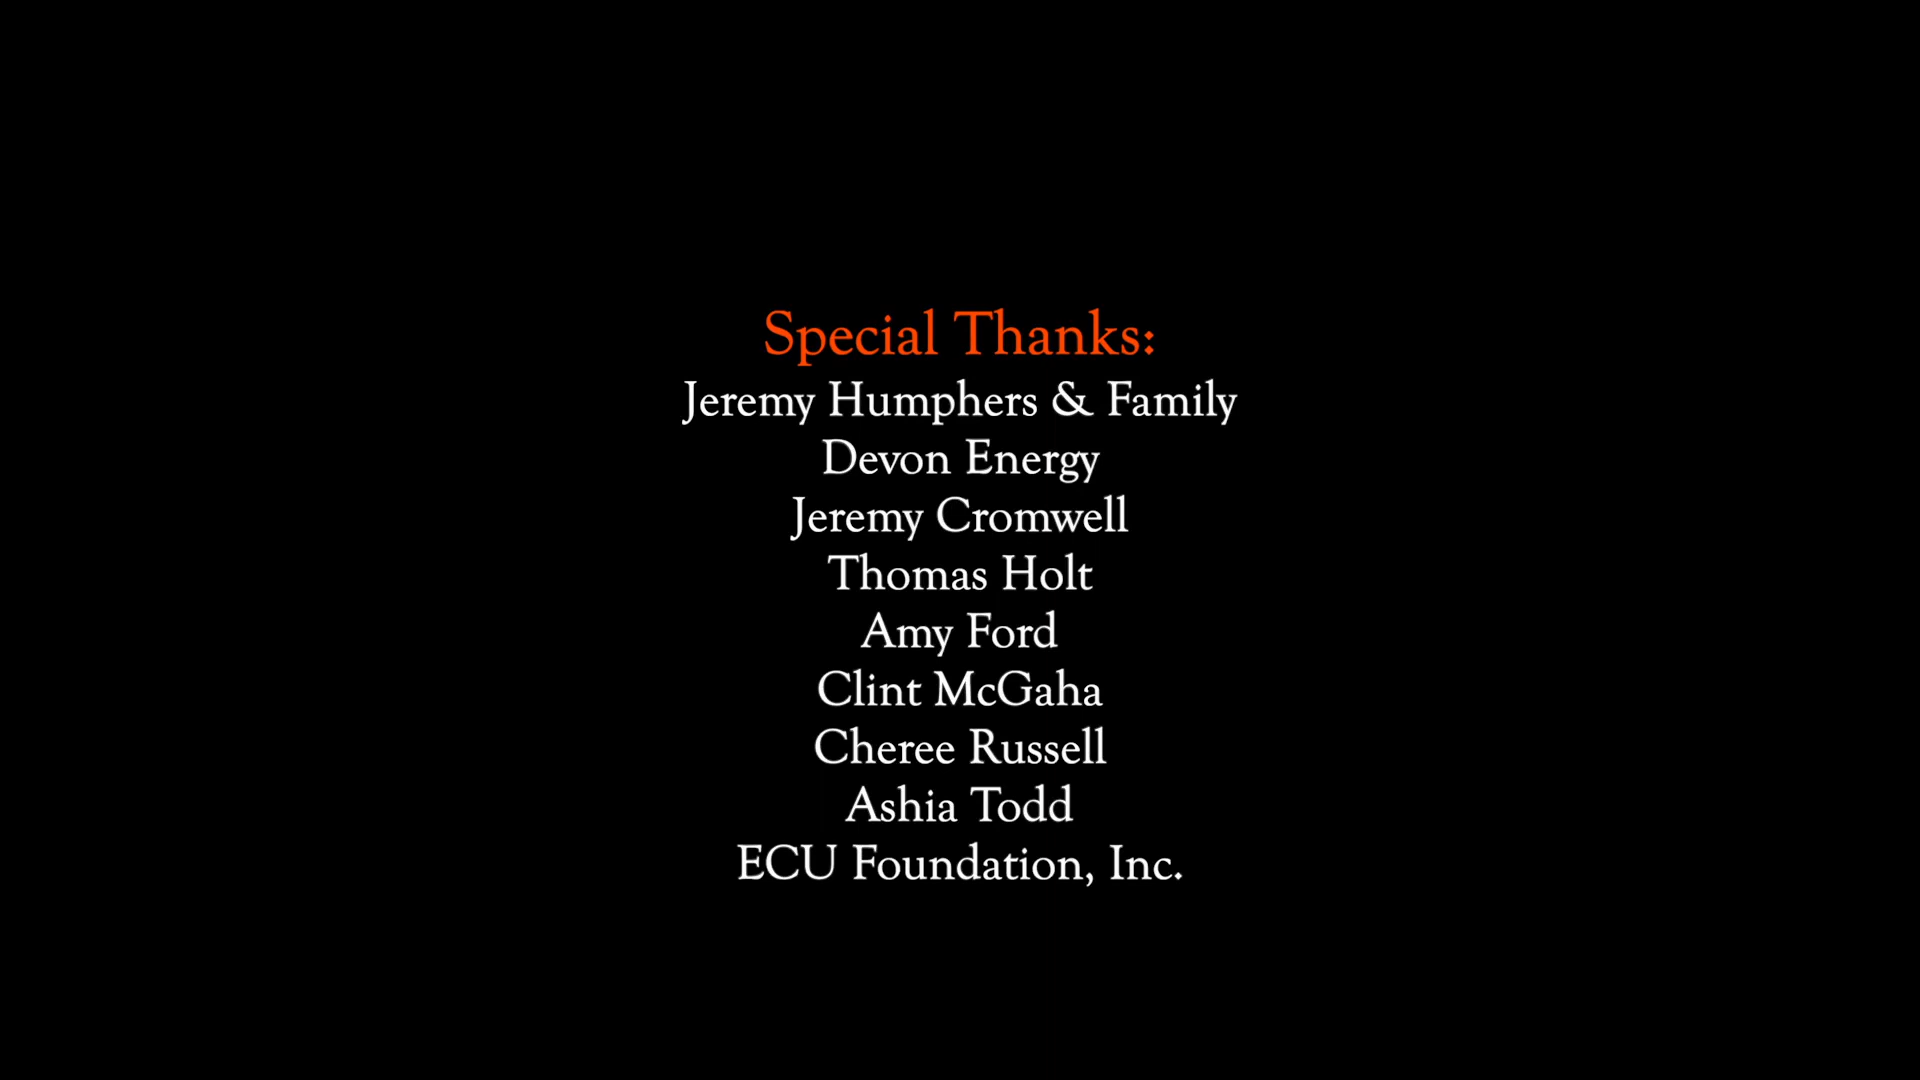 Special Thanks:
Jeremy Humphers & Family
Devon Energy
Jeremy Cromwell
Thomas Holt
Amy Ford
Clint McGaha
Cheree Russell
Ashia Todd
ECU Foundation, Inc.